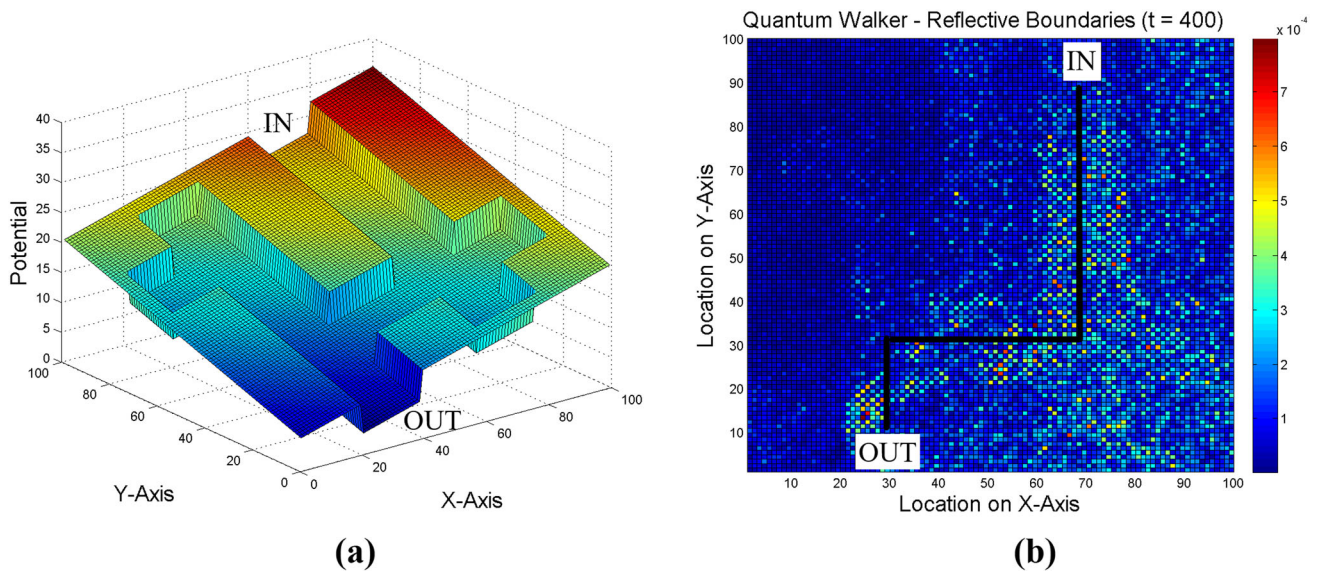 Quantum Walker - Reflective Boundaries (t = 400)
IN
OUT
Potential
40
35
30
25
20
15
10
5
0
100
80
60
40
20
0
Y-Axis
0
20
40
60
80
100
X-Axis
IN
OUT
Location on Y-Axis
100
90
80
70
60
50
40
30
20
10
10 20 30 40 50 60 70 80 90 100
Location on X-Axis
x 10⁻⁴
7
6
5
4
3
2
1
(a)
(b)